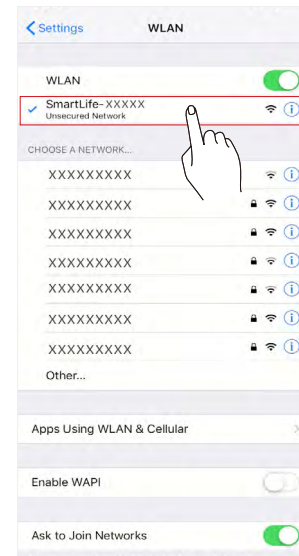 Settings WLAN
WLAN
SmartLife-XXXXX
Unsecured Network
CHOOSE A NETWORK...
XXXXXXXXX
XXXXXXXXX
XXXXXXXXX
XXXXXXXXX
XXXXXXXXX
XXXXXXXXX
XXXXXXXXX
Other...
Apps Using WLAN & Cellular
Enable WAPI
Ask to Join Networks